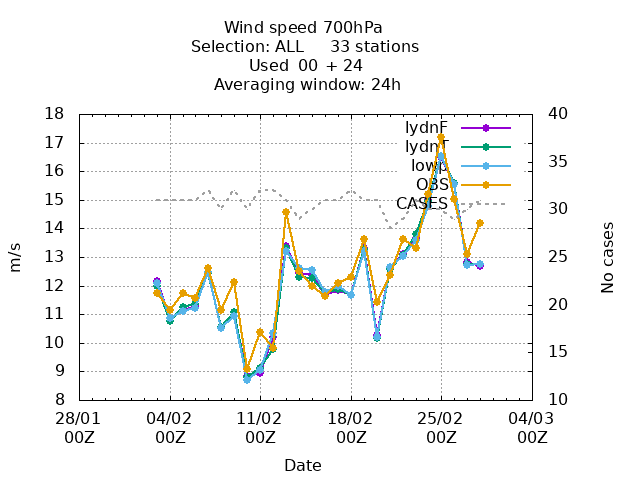 Wind speed 700hPa
Selection: ALL 33 stations
Used 00 + 24
Averaging window: 24h
18 40
17
16 35
15 30
14
13 25
12
11 20
10 15
9
8 10
lydnF
OBS
CASES
m/s
No cases
28/01 04/02 11/02 18/02 25/02 04/03
00Z 00Z 00Z 00Z 00Z 00Z
Date